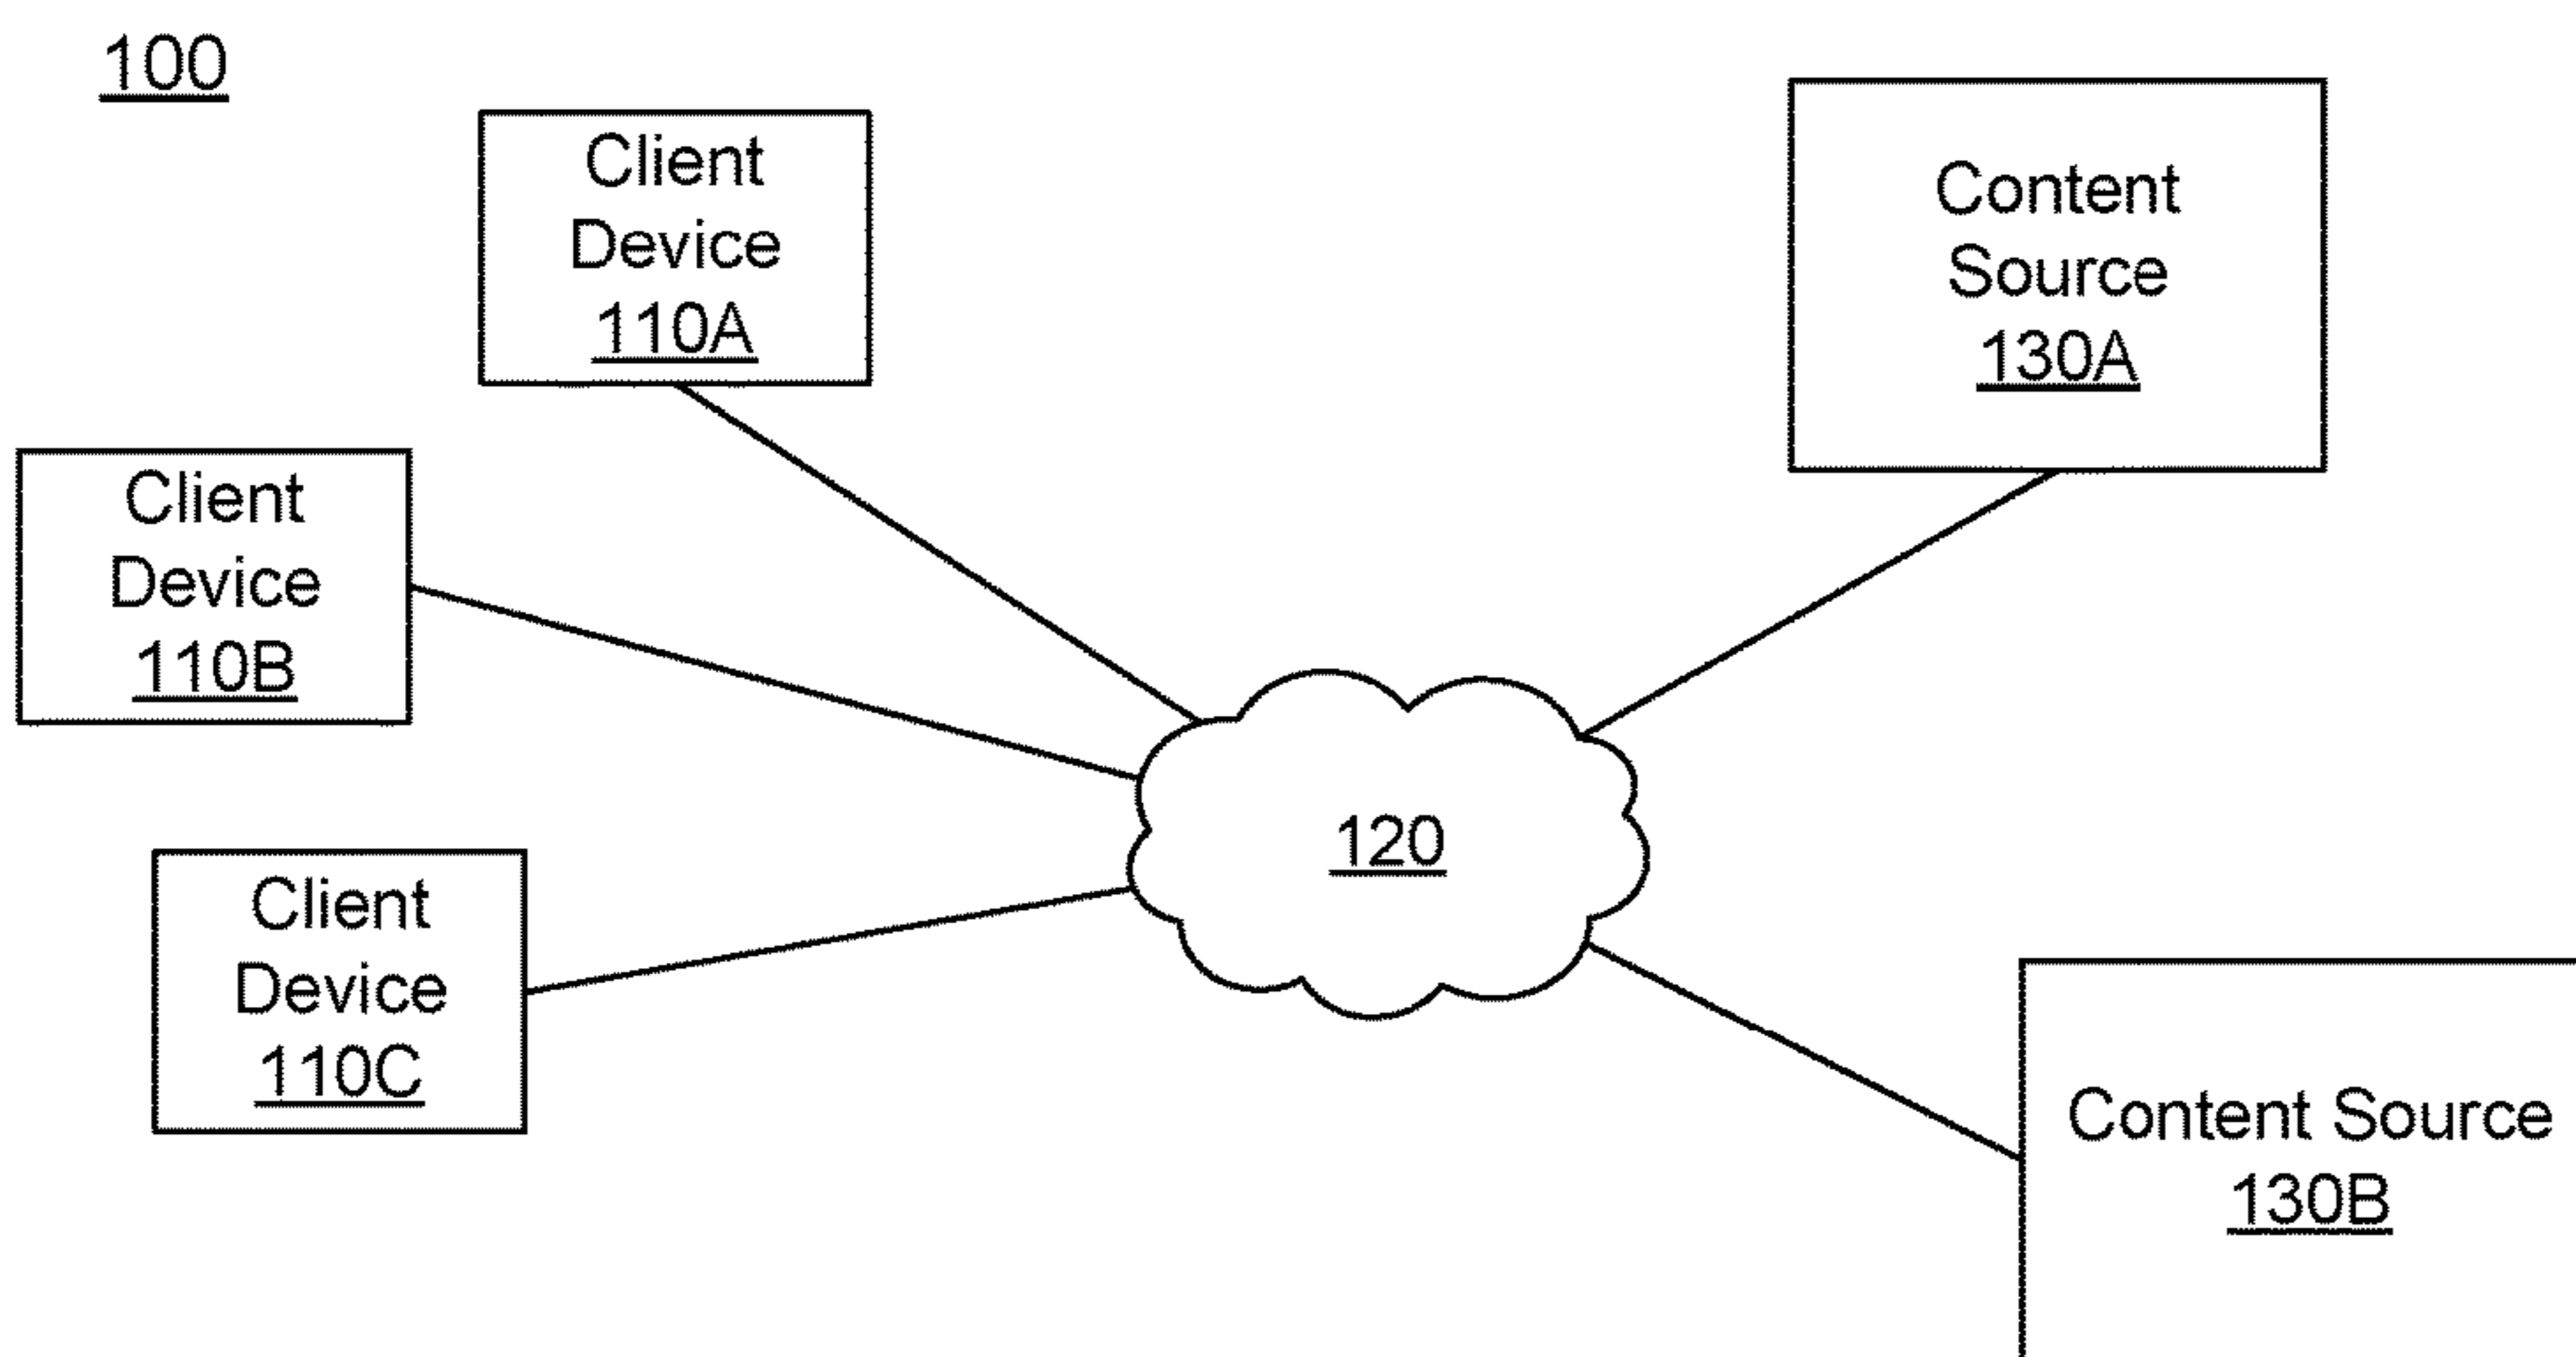 100
Client
Device
110A
Content
Source
130A
Client
Device
110B
120
Client
Device
110C
Content Source
130B